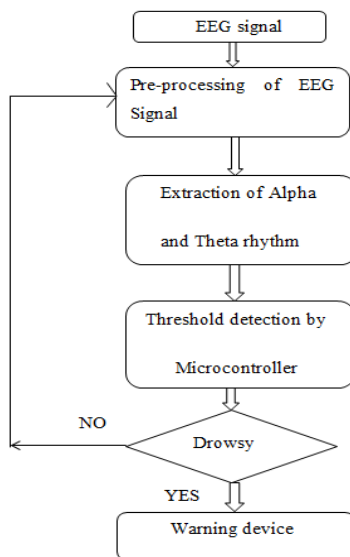 EEG signal
Pre-processing of EEG
Signal
Extraction of Alpha
and Theta rhythm
Threshold detection by
Microcontroller
NO
Drowsy
YES
Warning device